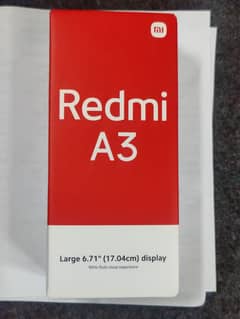 mi
Redmi
A3
Large 6.71" (17.04cm) display